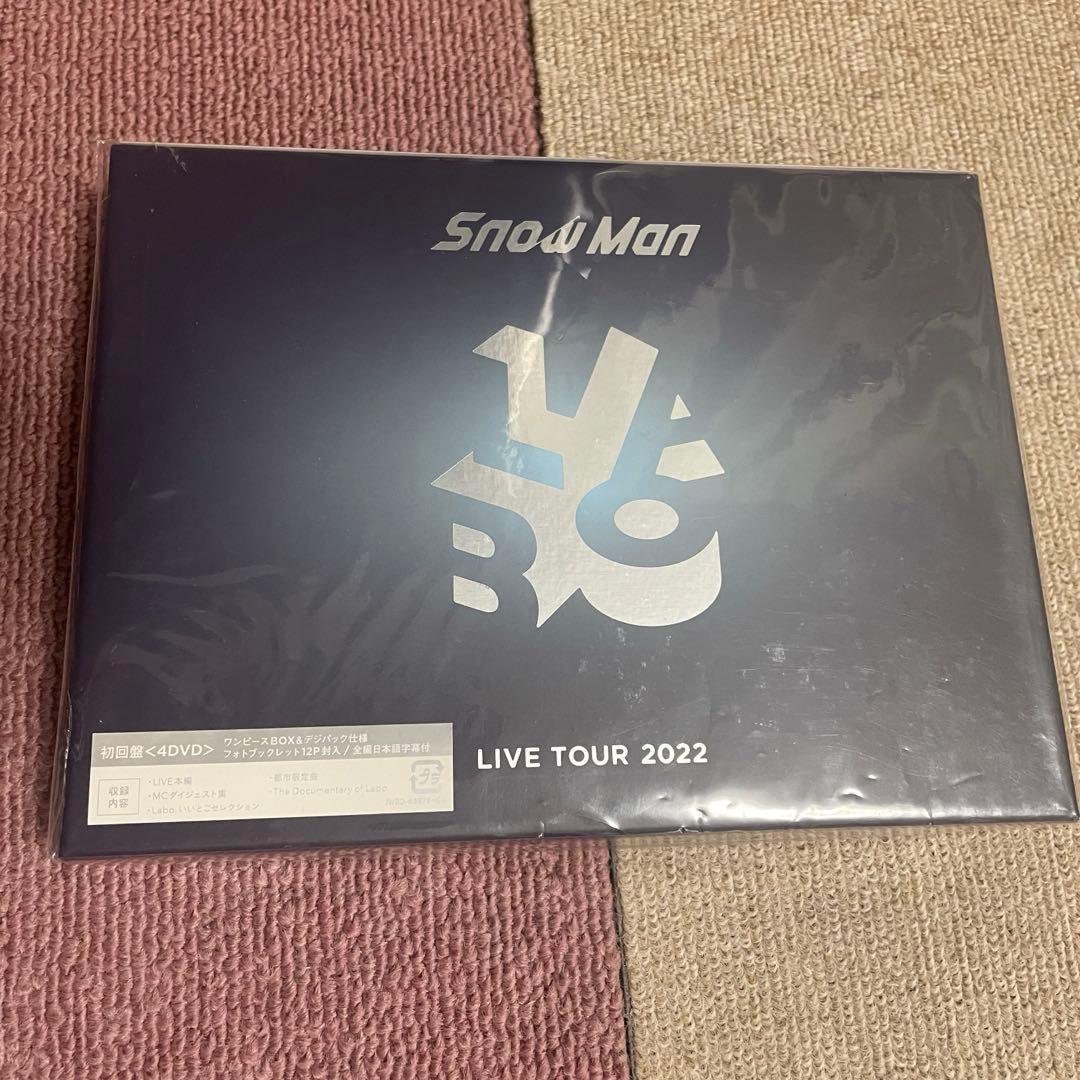 Snow Man
LABO
LIVE TOUR 2022
初回盤<4DVD>
ワンピースBOX&デジパック仕様
フォトブックレット12P封入 / 全編日本語字幕付
収録
内容
・LIVE本編
・MCダイジェスト集
・Labo.いいとこセレクション
・都市限定曲
・The Documentary of Labo.
プラ